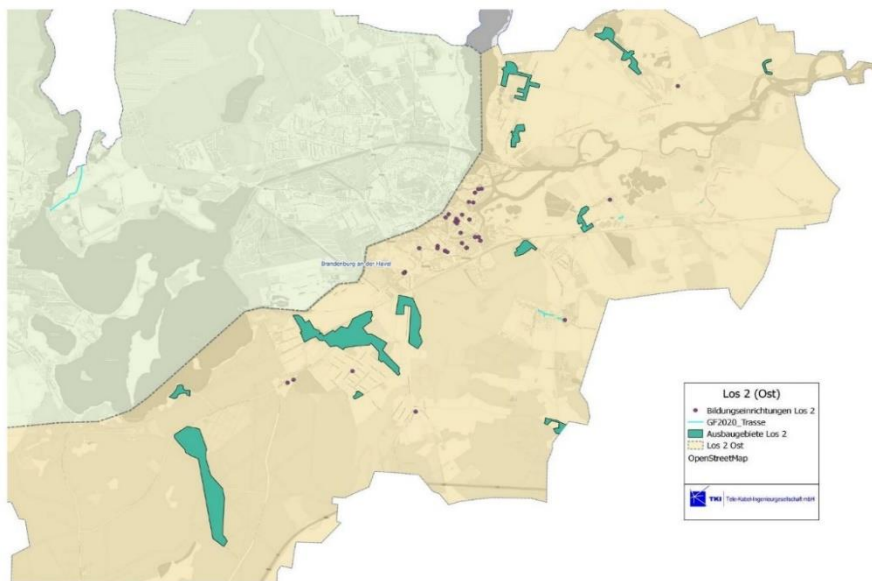 Brandenburg an der Havel
Los 2 (Ost)
Bildungseinrichtungen Los 2
GF2020_Trasse
Ausbaugebiete Los 2
Los 2 Ost
OpenStreetMap
TKI Tele-Kabel-Ingenieurgesellschaft mbH